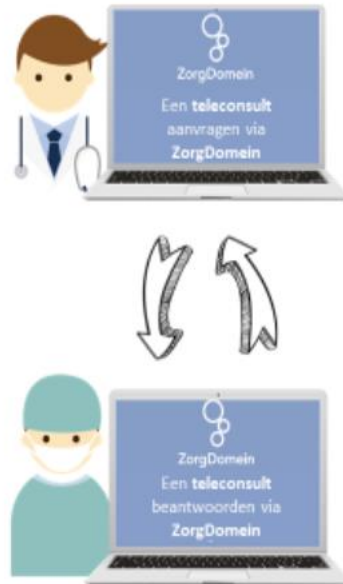 ZorgDomein
Een teleconsult
aanvragen via
ZorgDomein
ZorgDomein
Een teleconsult
beantwoorden via
ZorgDomein